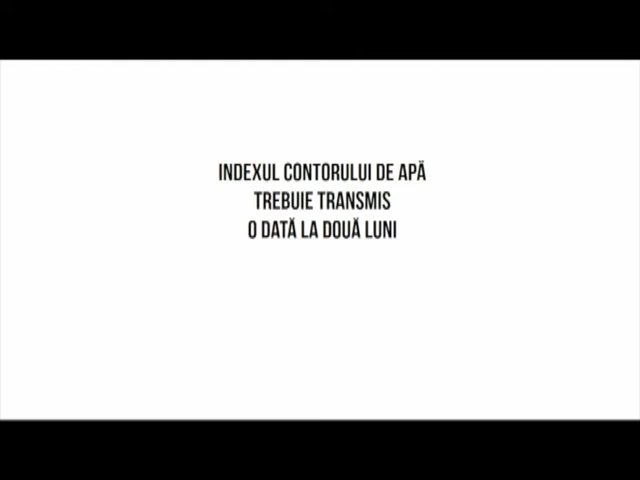 INDEXUL CONTORULUI DE APĂ
TREBUIE TRANSMIS
O DATĂ LA DOUĂ LUNI